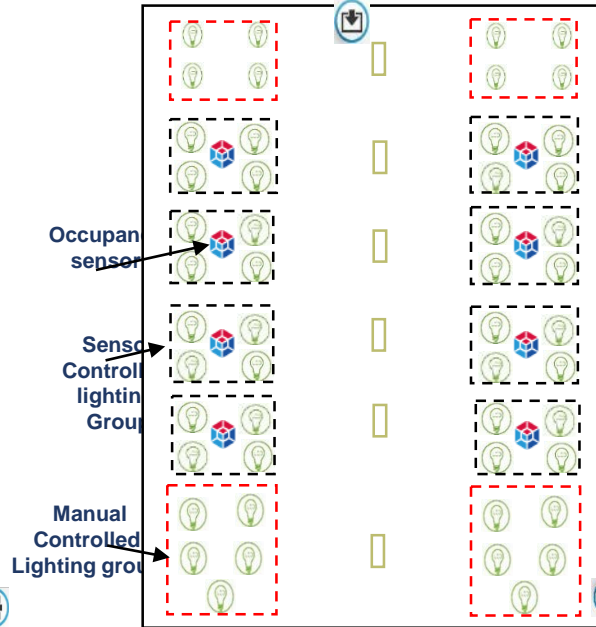 Occupan
sensor
Senso
Controll
lightin
Group
Manual
Controlled
Lighting grou